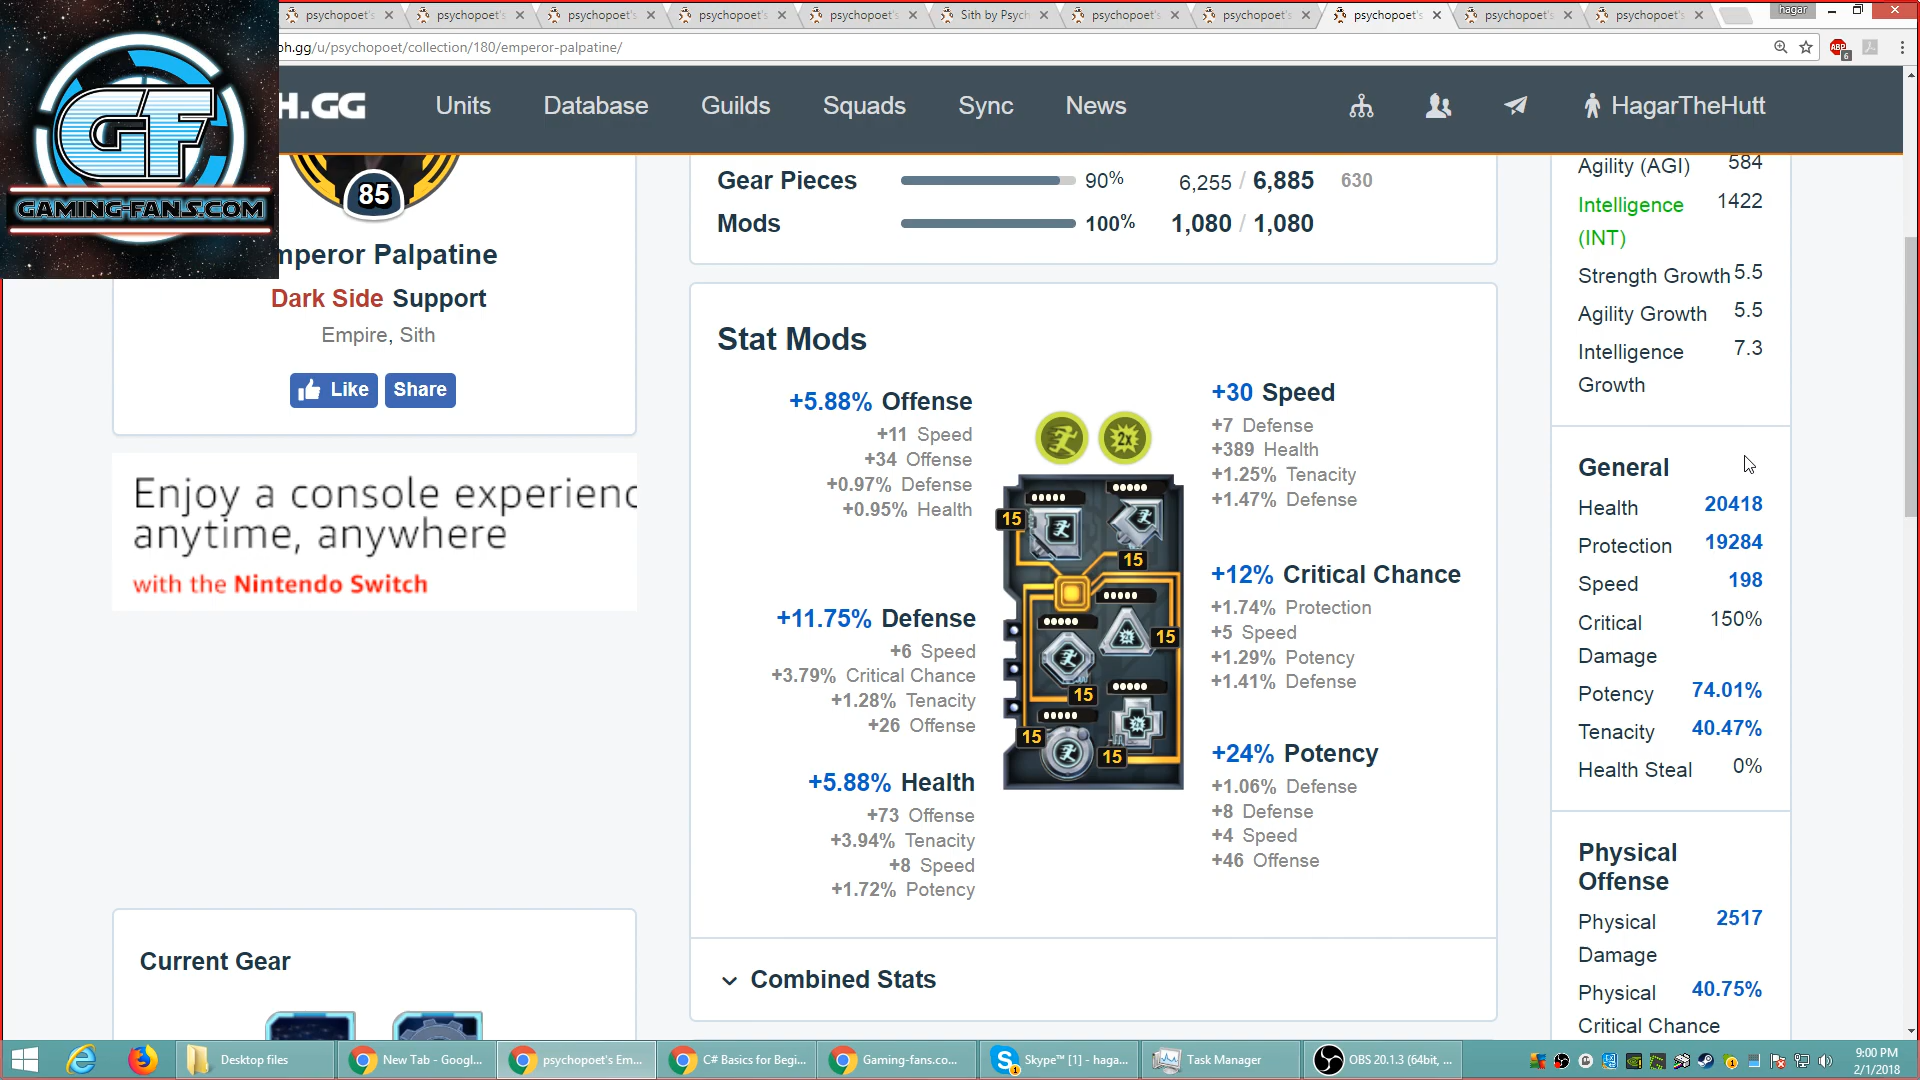 psychopoet's
psychopoet's
psychopoet's
psychopoet's
psychopoet's
Sith by Psych
psychopoet's
psychopoet's
psychopoet's
psychopoet's
psychopoet's
hagar
ph.gg/u/psychopoet/collection/180/emperor-palpatine/
ABP
6
GF
GAMING-FANS.COM
H.GG
Units
Database
Guilds
Squads
Sync
News
HagarTheHutt
85
mperor Palpatine
Dark Side Support
Empire, Sith
Like
Share
Enjoy a console experienc
anytime, anywhere
with the Nintendo Switch
Current Gear
Gear Pieces 90% 6,255 / 6,885 630
Mods 100% 1,080 / 1,080
Stat Mods
+5.88% Offense
+11 Speed
+34 Offense
+0.97% Defense
+0.95% Health
+11.75% Defense
+6 Speed
+3.79% Critical Chance
+1.28% Tenacity
+26 Offense
+5.88% Health
+73 Offense
+3.94% Tenacity
+8 Speed
+1.72% Potency
2x
15
15
2x
15
15
2x
15
15
+30 Speed
+7 Defense
+389 Health
+1.25% Tenacity
+1.47% Defense
+12% Critical Chance
+1.74% Protection
+5 Speed
+1.29% Potency
+1.41% Defense
+24% Potency
+1.06% Defense
+8 Defense
+4 Speed
+46 Offense
Combined Stats
Agility (AGI) 584
Intelligence 1422
(INT)
Strength Growth 5.5
Agility Growth 5.5
Intelligence 7.3
Growth
General
Health 20418
Protection 19284
Speed 198
Critical 150%
Damage
Potency 74.01%
Tenacity 40.47%
Health Steal 0%
Physical
Offense
Physical 2517
Damage
Physical 40.75%
Critical Chance
Desktop files
New Tab - Googl...
psychopoet's Em...
C# Basics for Begi...
Gaming-fans.co...
Skype™ [1] - haga...
Task Manager
OBS 20.1.3 (64bit, ...
9:00 PM
2/1/2018